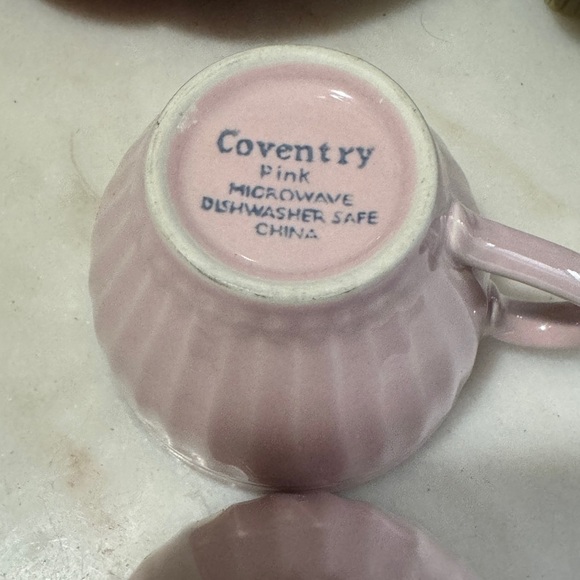 Coventry
Pink
MICROWAVE
DISHWASHER SAFE
CHINA